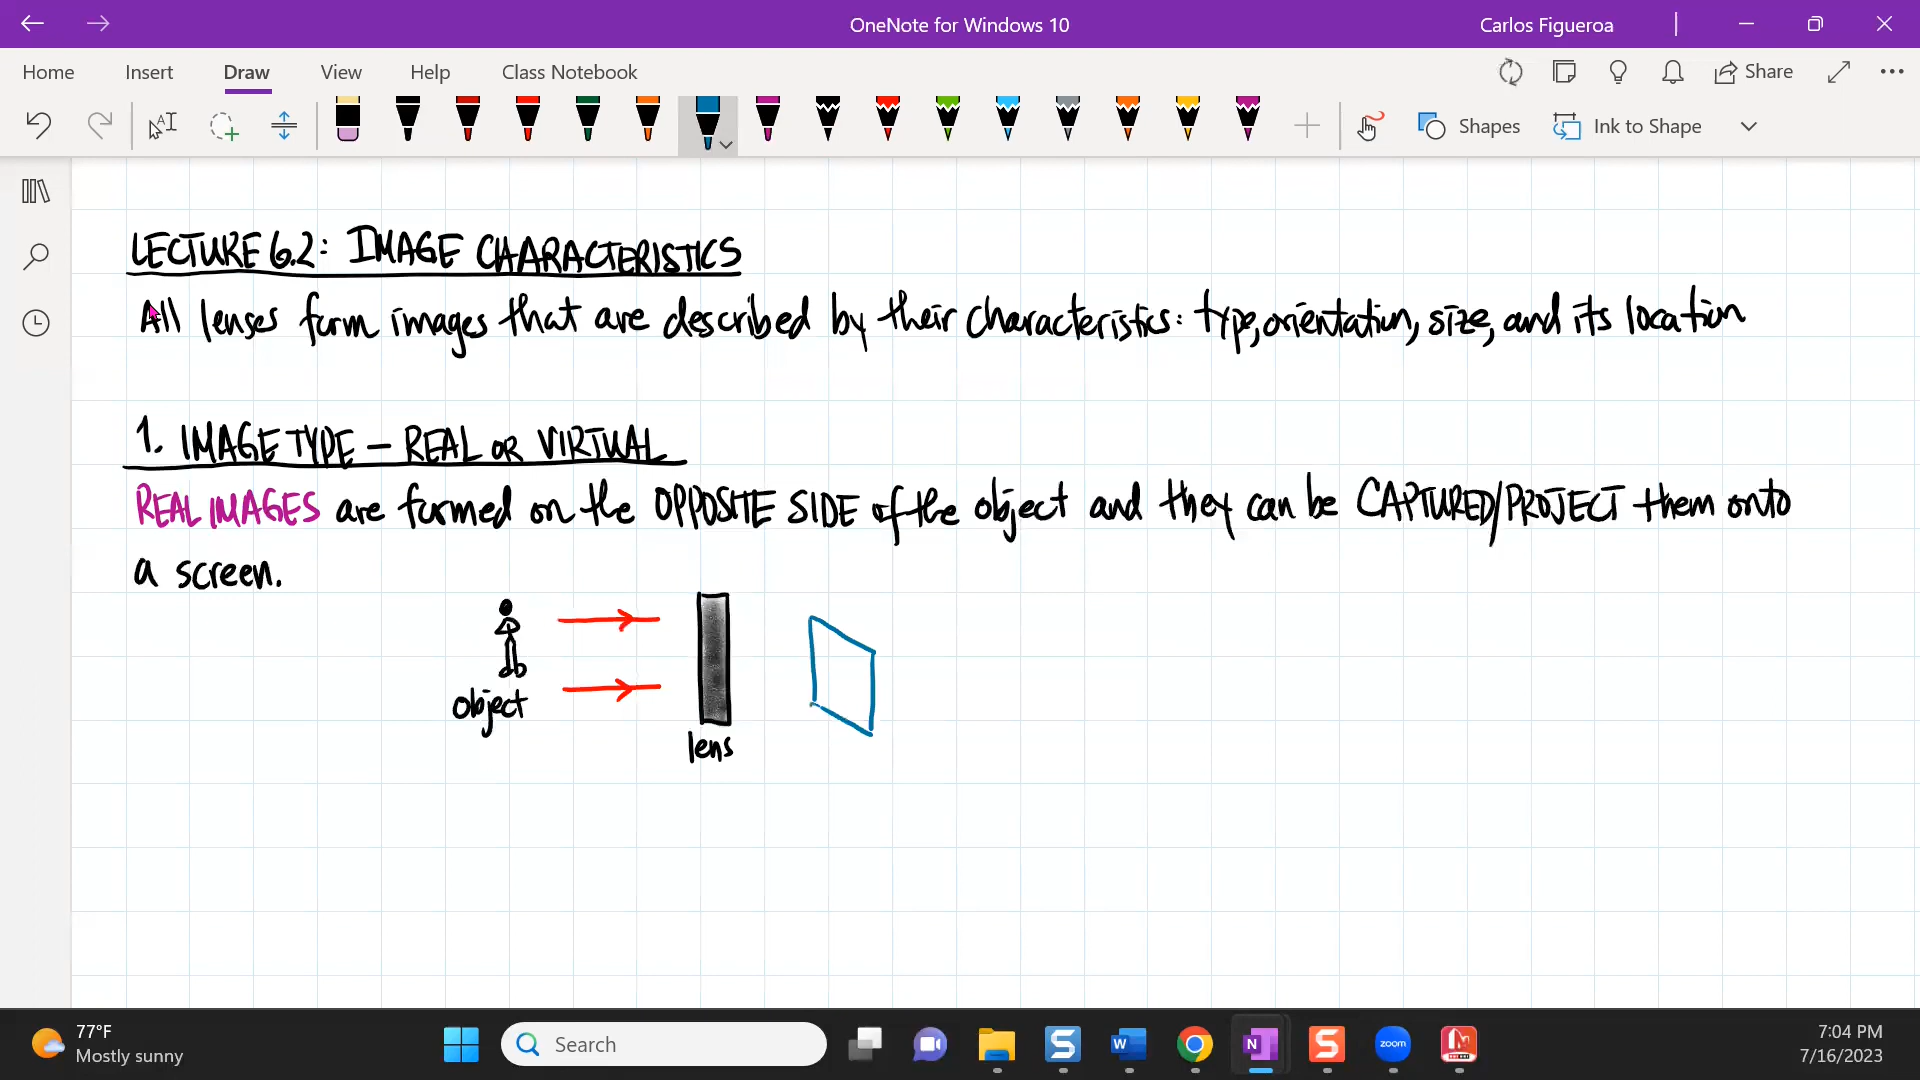 OneNote for Windows 10
Carlos Figueroa
Home Insert Draw View Help Class Notebook
Share
Shapes Ink to Shape
LECTURE 6.2: IMAGE CHARACTERISTICS
All lenses form images that are described by their characteristics: type, orientation, size, and its location
1. IMAGE TYPE – REAL OR VIRTUAL
REAL IMAGES are formed on the OPPOSITE SIDE of the object and they can be CAPTURED/PROJECT them onto
a screen.
object
lens
77°F
Mostly sunny
Search
W
N
S
S
zoom
7:04 PM
7/16/2023